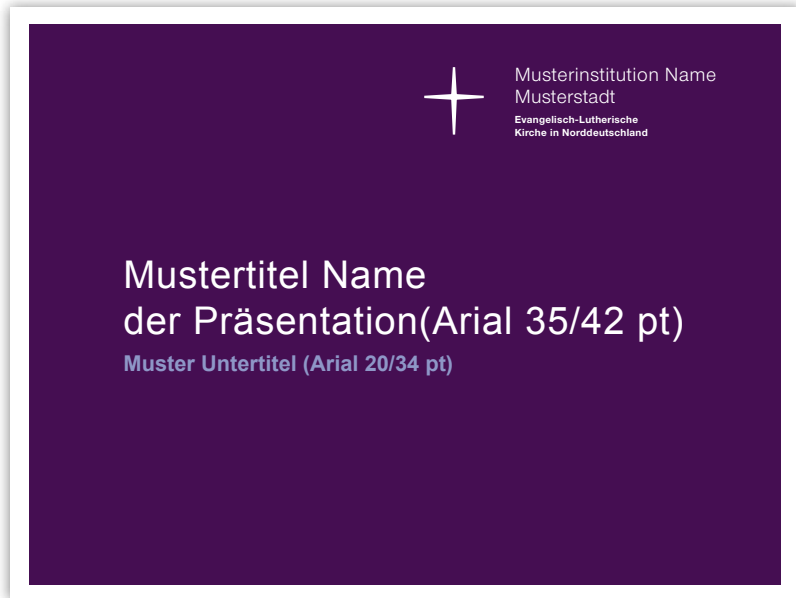 Musterinstitution Name
Musterstadt
Evangelisch-Lutherische
Kirche in Norddeutschland
Mustertitel Name
der Präsentation(Arial 35/42 pt)
Muster Untertitel (Arial 20/34 pt)